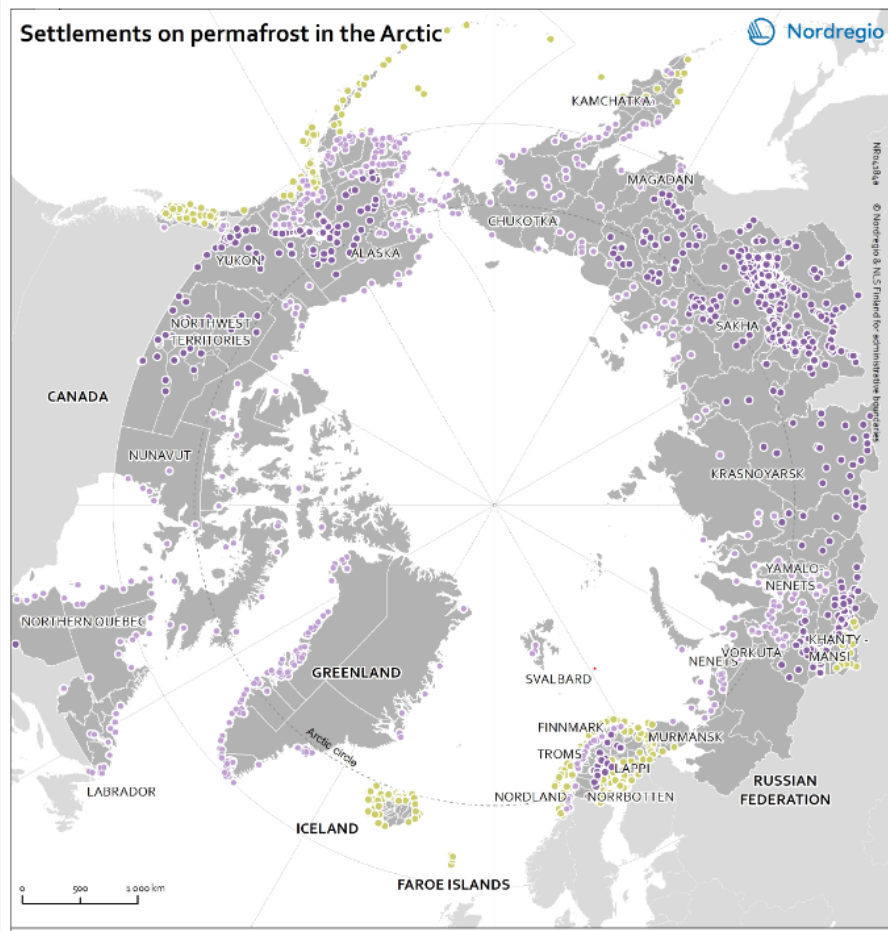 Settlements on permafrost in the Arctic
Nordregio
KAMCHATKA
NR041841a © Nordregio & NLS Finland for administrative boundaries
MAGADAN
CHUKOTKA
YUKON
ALASKA
NORTHWEST
TERRITORIES
SAKHA
CANADA
NUNAVUT
KRASNOYARSK
YAMALO-
NENETS
NORTHERN QUEBEC
KHANTY-
MANSI
VORKUTA
NENETS
GREENLAND
SVALBARD
FINNMARK
MURMANSK
Arctic circle
TROMS
LAPPI
RUSSIAN
FEDERATION
LABRADOR
NORDLAND
NORRBOTTEN
ICELAND
FAROE ISLANDS
0 500 1 000 km